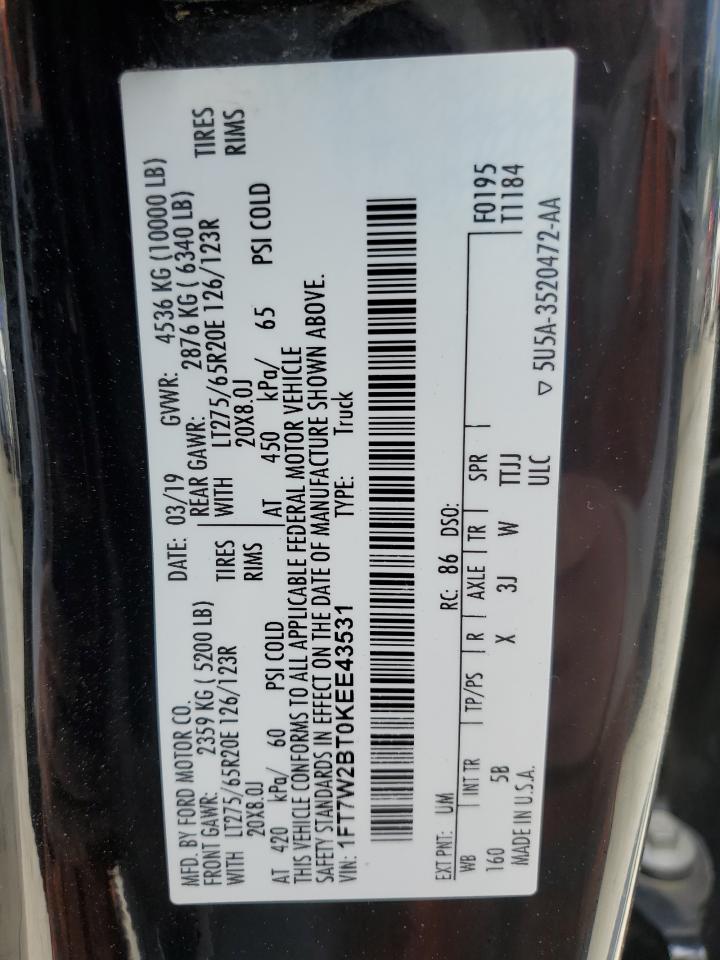 MFD. BY FORD MOTOR CO.
DATE: 03/19 GVWR: 4536 KG (10000 LB)
FRONT GAWR: 2359 KG ( 5200 LB) REAR GAWR: 2876 KG ( 6340 LB)
WITH LT275/65R20E 126/123R TIRES WITH LT275/65R20E 126/123R TIRES
20X8.0J RIMS 20X8.0J RIMS
AT 420 kPa/ 60 PSI COLD AT 450 kPa/ 65 PSI COLD
THIS VEHICLE CONFORMS TO ALL APPLICABLE FEDERAL MOTOR VEHICLE
SAFETY STANDARDS IN EFFECT ON THE DATE OF MANUFACTURE SHOWN ABOVE.
VIN: 1FT7W2BT0KEE43531 TYPE: Truck
EXT PNT: UM RC: 86 DSO: F0195
WB INT TR TP/PS R AXLE TR SPR T1184
160 5B X 3J W TTJJ
MADE IN U.S.A. ULC
▽ 5U5A-3520472-AA